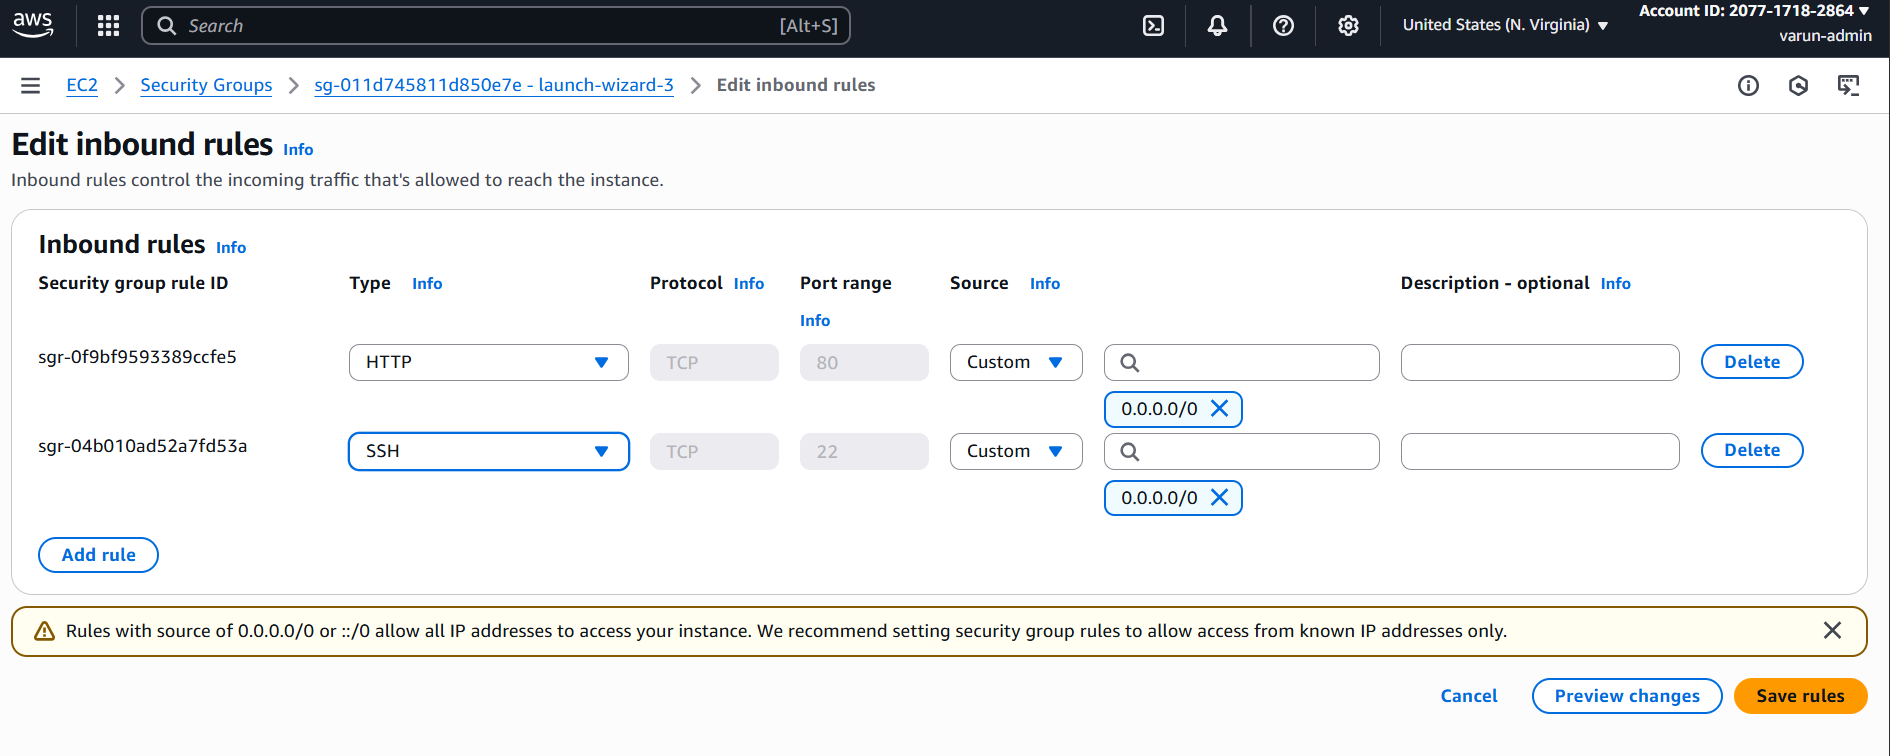 aws
Search [Alt+S]
United States (N. Virginia)
Account ID: 2077-1718-2864
varun-admin
EC2 Security Groups sg-011d745811d850e7e - launch-wizard-3 Edit inbound rules
Edit inbound rules Info
Inbound rules control the incoming traffic that's allowed to reach the instance.
Inbound rules Info
Security group rule ID Type Info Protocol Info Port range Info Source Info Description - optional Info
sgr-0f9bf9593389ccfe5 HTTP TCP 80 Custom Delete
0.0.0.0/0
sgr-04b010ad52a7fd53a SSH TCP 22 Custom Delete
0.0.0.0/0
Add rule
Rules with source of 0.0.0.0/0 or ::/0 allow all IP addresses to access your instance. We recommend setting security group rules to allow access from known IP addresses only.
Cancel Preview changes Save rules